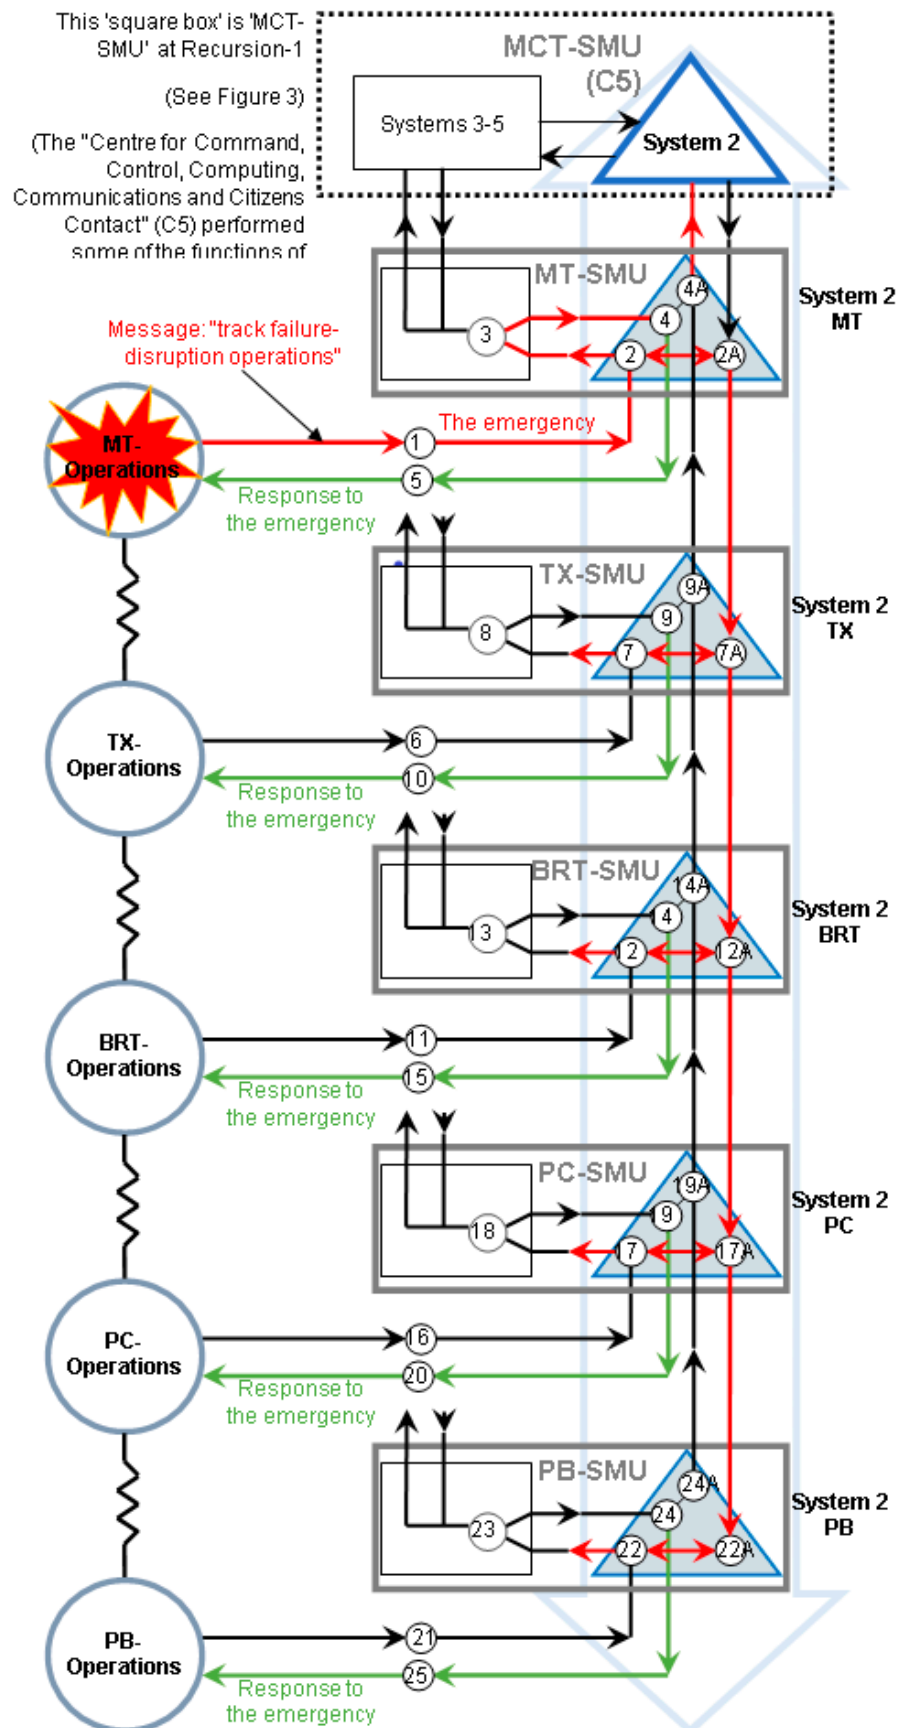 This 'square box' is 'MCT-
SMU' at Recursion-1
(See Figure 3)
(The "Centre for Command,
Control, Computing,
Communications and Citizens
Contact" (C5) performed
some of the functions of
MCT-SMU
(C5)
Systems 3-5
System 2
MT-SMU
4A
4
3
2
2A
System 2
MT
Message: "track failure-
disruption operations"
The emergency
1
MT-
Operations
5
Response to
the emergency
TX-SMU
9A
9
8
7
7A
System 2
TX
6
TX-
Operations
10
Response to
the emergency
BRT-SMU
14A
14
13
12
12A
System 2
BRT
11
BRT-
Operations
15
Response to
the emergency
PC-SMU
19A
19
18
17
17A
System 2
PC
16
PC-
Operations
20
Response to
the emergency
PB-SMU
24A
24
23
22
22A
System 2
PB
21
PB-
Operations
25
Response to
the emergency